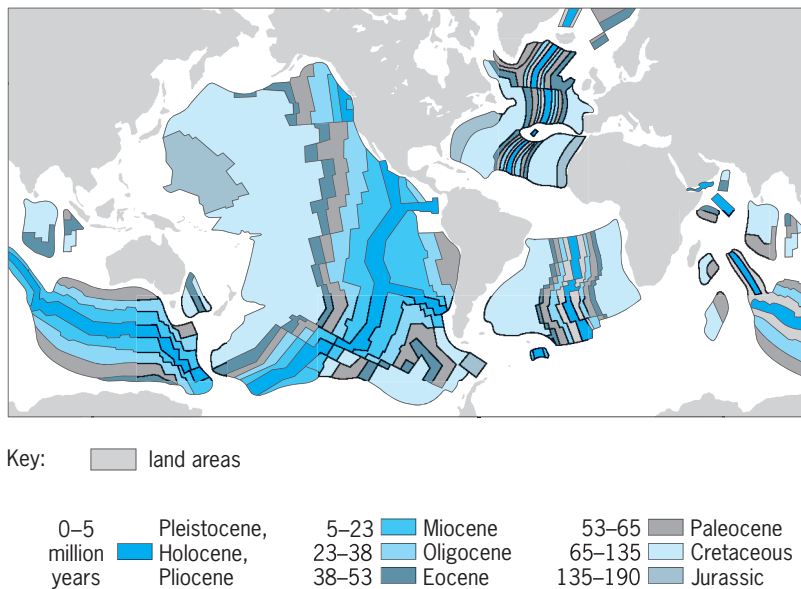 Key: land areas
0–5 million years Pleistocene, Holocene, Pliocene
5–23 Miocene
23–38 Oligocene
38–53 Eocene
53–65 Paleocene
65–135 Cretaceous
135–190 Jurassic